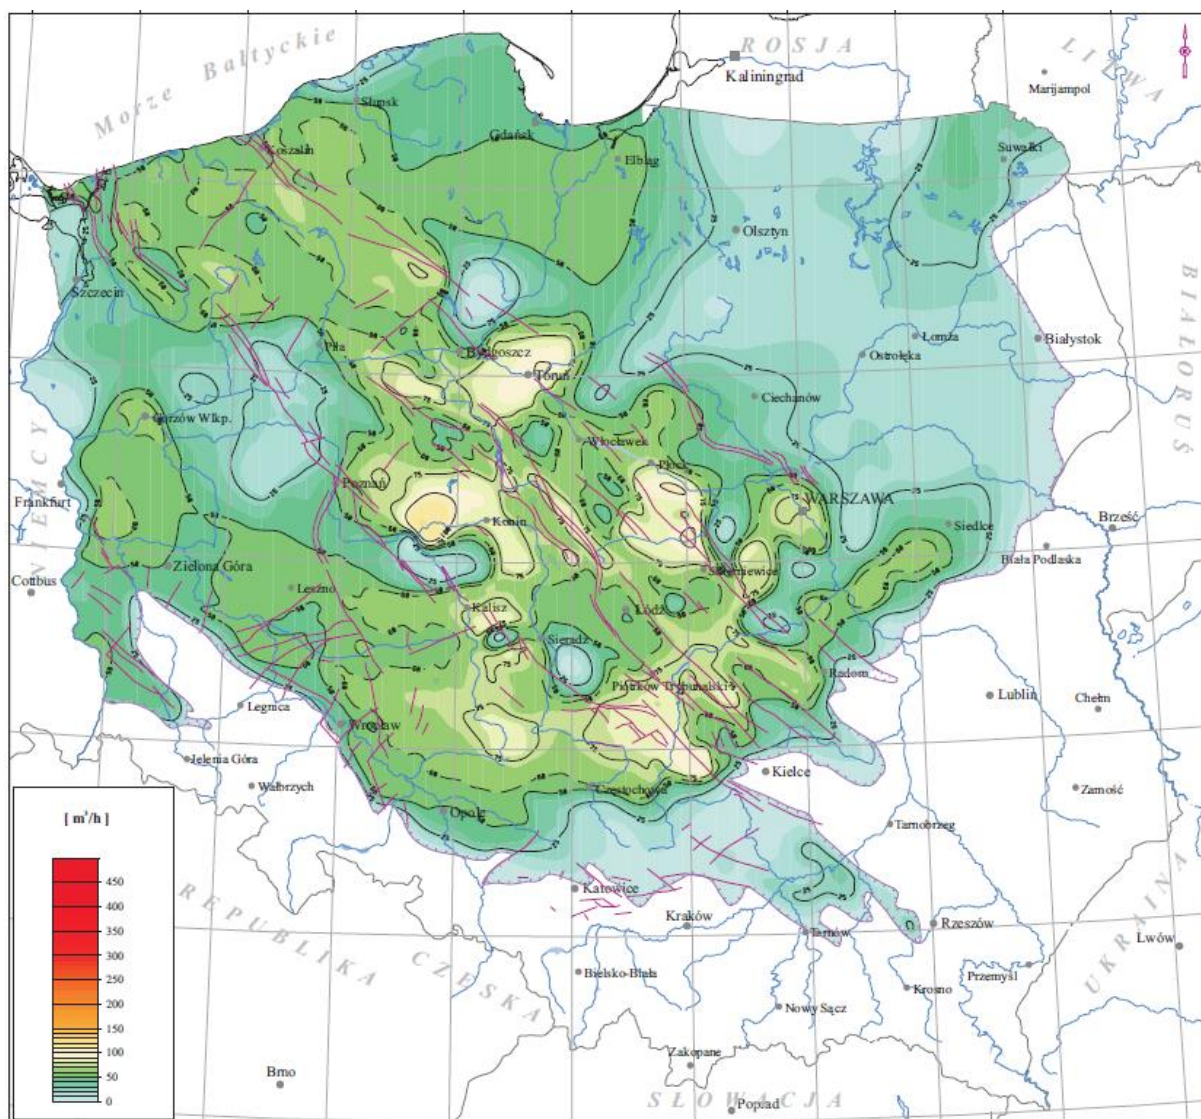 Morze Bałtyckie
ROSJA
LITWA
Kaliningrad
Marijampol
Słupsk
Gdańsk
Koszalin
Elbląg
Suwałki
Olsztyn
Szczecin
BIAŁORUŚ
Piła
Bydgoszcz
Łomża
Białystok
Ostrołęka
Toruń
Ciechanów
Gorzów Wlkp.
Włocławek
Płock
NIEMCY
Poznań
WARSZAWA
Frankfurt
Konin
Siedlce
Brześć
Zielona Góra
Skierniewice
Biała Podlaska
Cottbus
Leszno
Kalisz
Łódź
Sieradz
Radom
Piotrków Trybunalski
Lublin
Chełm
Legnica
Wrocław
Jelenia Góra
Kielce
Wałbrzych
Częstochowa
Zamość
Opole
Tarnobrzeg
[ m³/h ]
450
400
350
300
250
200
150
100
50
0
REPUBLIKA CZESKA
Katowice
Kraków
Tarnów
Rzeszów
Lwów
UKRAINA
Bielsko-Biała
Przemyśl
Krosno
Nowy Sącz
Zakopane
Brno
SŁOWACJA
Poprad